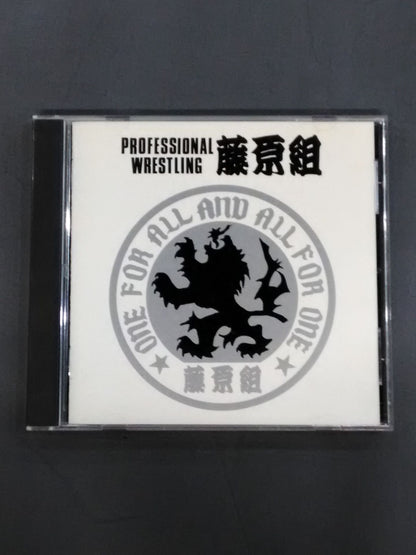 PROFESSIONAL
WRESTLING
藤原組
★ ONE FOR ALL AND ALL FOR ONE ★
藤原組